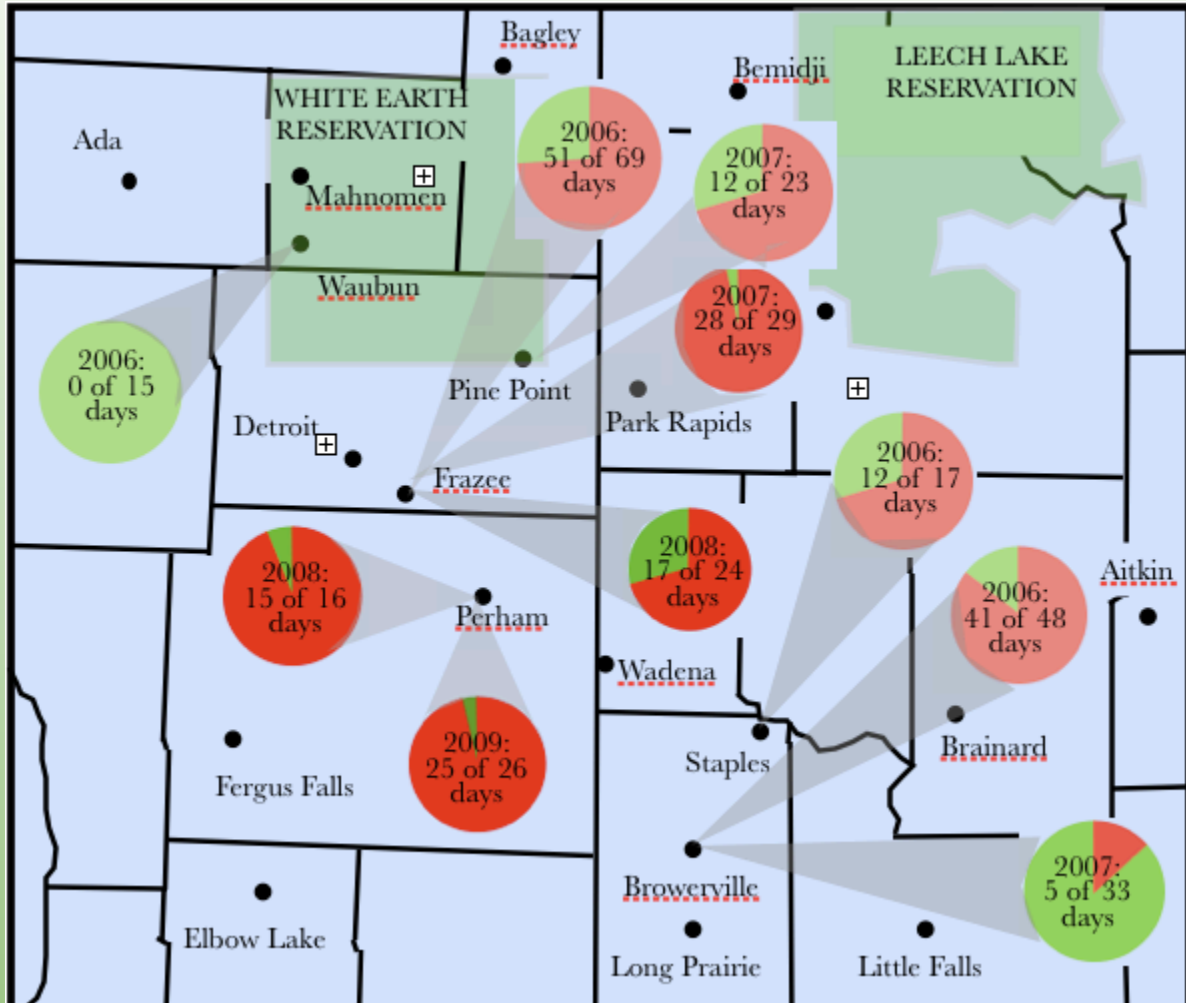 Bagley
Bemidji
LEECH LAKE
RESERVATION
WHITE EARTH
RESERVATION
Ada
2006:
51 of 69
days
2007:
12 of 23
days
Mahnomen
Waubun
2007:
28 of 29
days
2006:
0 of 15
days
Pine Point
Park Rapids
Detroit
Frazee
2006:
12 of 17
days
2008:
15 of 16
days
2008:
17 of 24
days
2006:
41 of 48
days
Aitkin
Perham
Wadena
2009:
25 of 26
days
Fergus Falls
Staples
Brainard
Browerville
2007:
5 of 33
days
Elbow Lake
Long Prairie
Little Falls